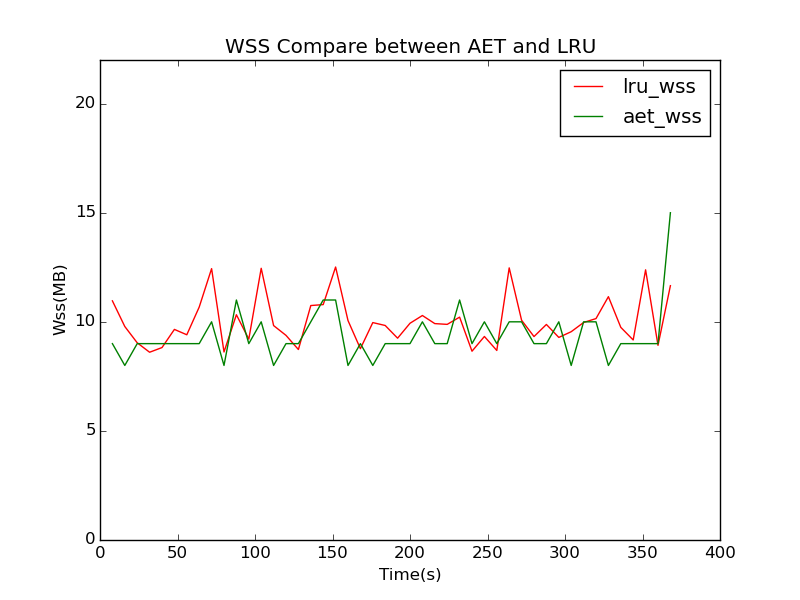 WSS Compare between AET and LRU
lru_wss
aet_wss
Wss(MB)
20
15
10
5
0
0 50 100 150 200 250 300 350 400
Time(s)